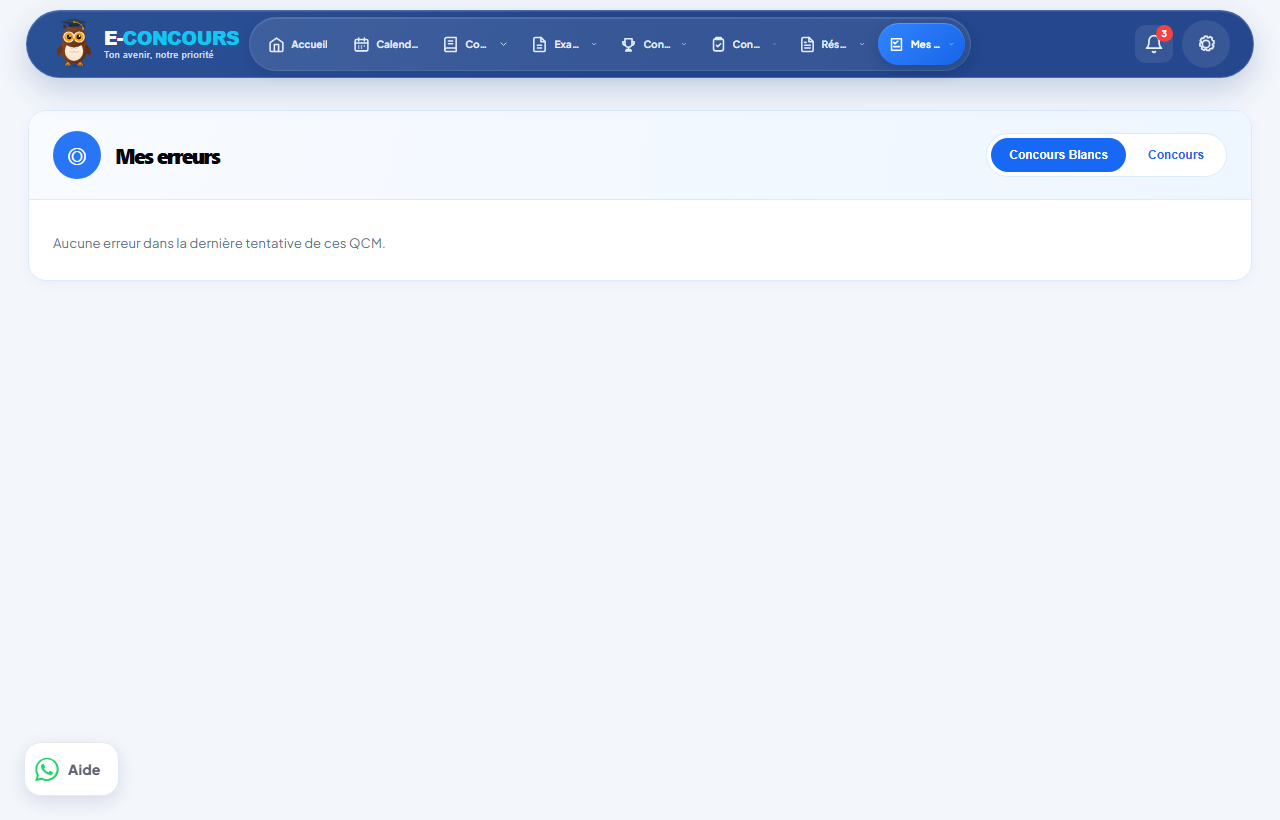 E-CONCOURS
Ton avenir, notre priorité
Accueil
Calend...
Co...
Exa...
Con...
Con...
Rés...
Mes ...
3
Mes erreurs
Concours Blancs
Concours
Aucune erreur dans la dernière tentative de ces QCM.
Aide